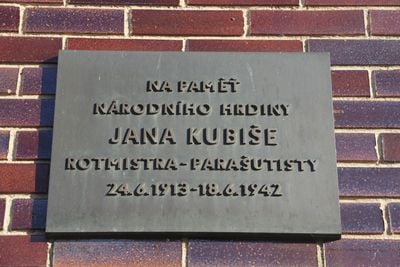 NA PAMĚŤ
NÁRODNÍHO HRDINY
JANA KUBIŠE
ROTMISTRA-PARAŠUTISTY
24.6.1913-18.6.1942